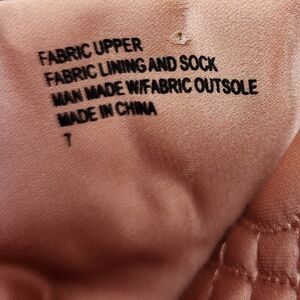 FABRIC UPPER
FABRIC LINING AND SOCK
MAN MADE W/FABRIC OUTSOLE
MADE IN CHINA
7